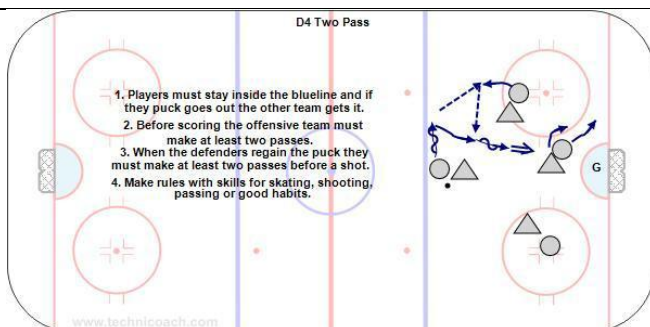 D4 Two Pass
1. Players must stay inside the blueline and if
they puck goes out the other team gets it.
2. Before scoring the offensive team must
make at least two passes.
3. When the defenders regain the puck they
must make at least two passes before a shot.
4. Make rules with skills for skating, shooting,
passing or good habits.
G
www.technicoach.com